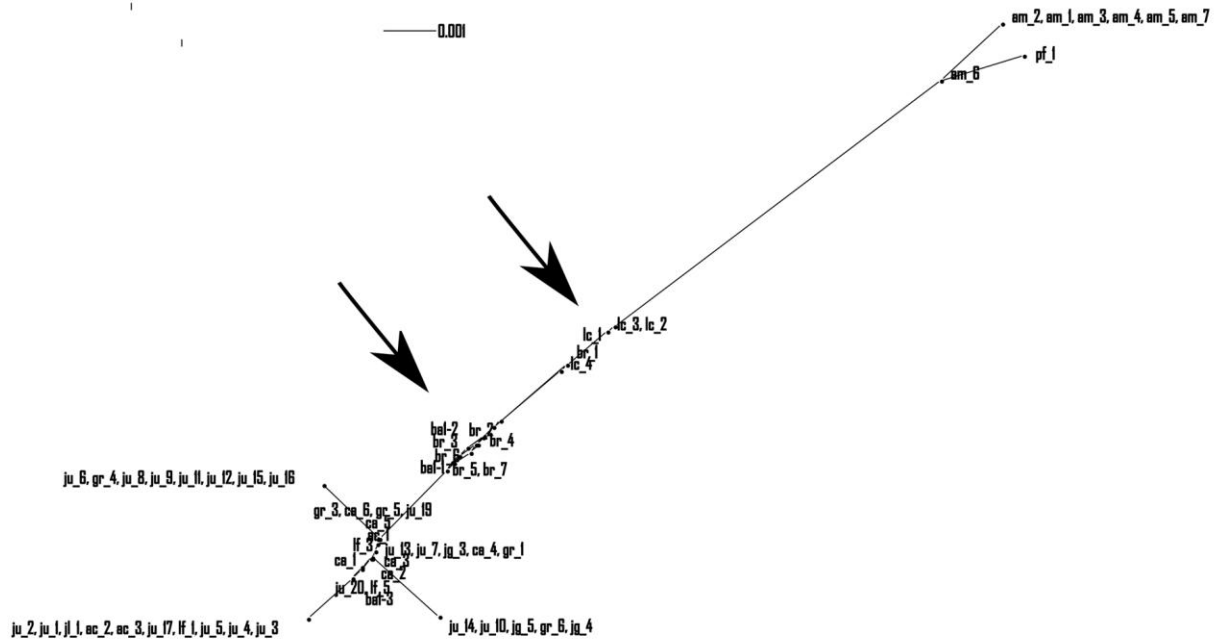 am_2, am_1, am_3, am_4, am_5, am_7
0.001
pf_1
am_6
lc_3, lc_2
lc_1
br_1
lc_4
bal-2
br_2
br_3
br_4
br_6
bal-1
br_5, br_7
ju_6, gr_4, ju_8, ju_9, ju_11, ju_12, ju_15, ju_16
gr_3, ca_6, gr_5, ju_19
ca_5
ac_1
lf_3
ju_13, ju_7, jg_3, ca_4, gr_1
ca_1
ca_3
ca_2
ju_20, lf_5,
bal-3
ju_2, ju_1, jl_1, ac_2, ac_3, ju_17, lf_1, ju_5, ju_4, ju_3
ju_14, ju_10, jg_5, gr_6, jg_4